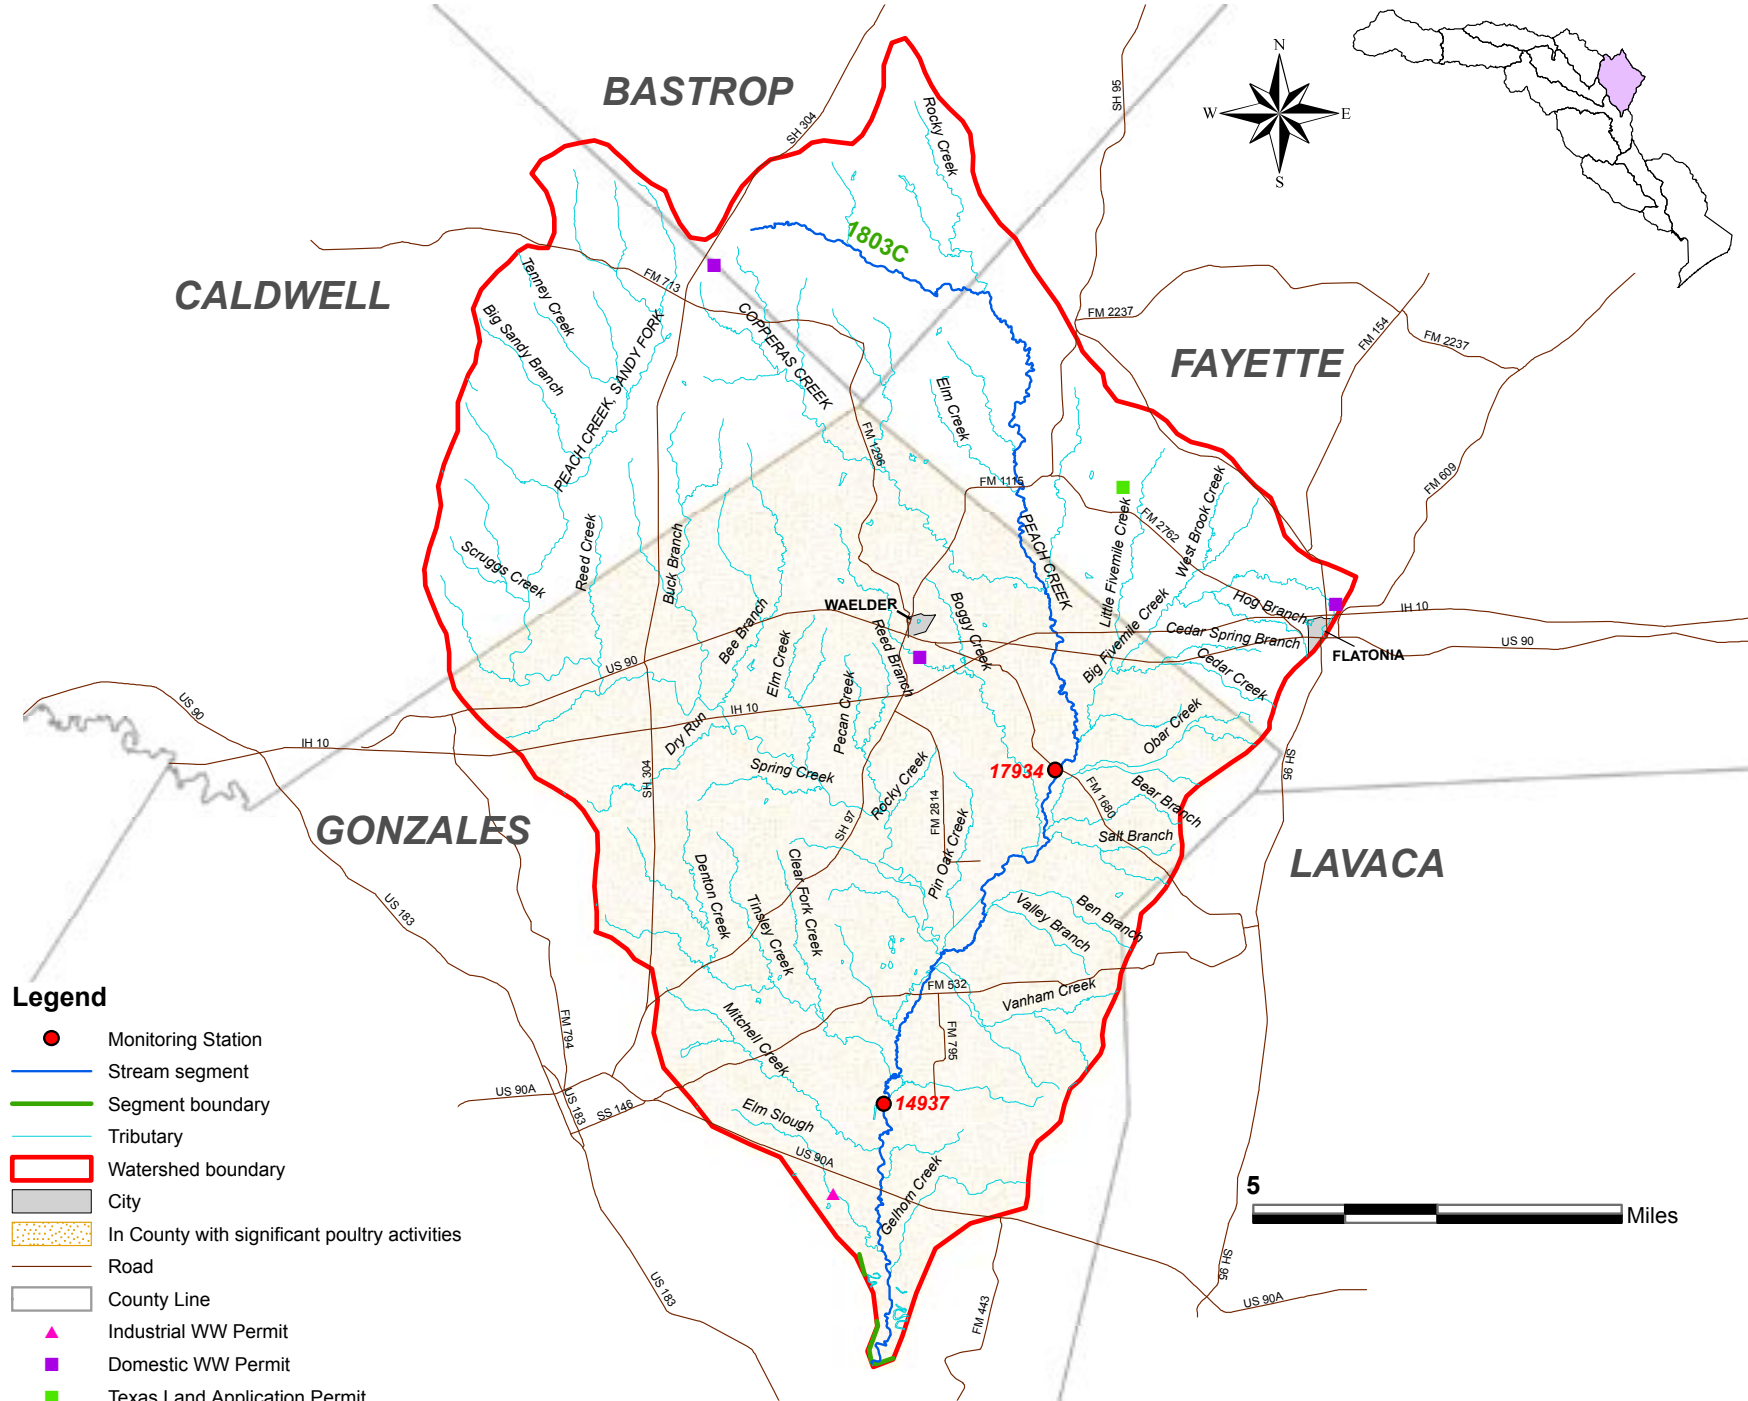 BASTROP
CALDWELL
FAYETTE
GONZALES
LAVACA
N
W
E
S
SH 304
SH 95
Rocky Creek
1803C
FM 713
Tenney Creek
Big Sandy Branch
PEACH CREEK, SANDY FORK
COPPERAS CREEK
FM 2237
FM 154
FM 2237
Elm Creek
FM 1296
FM 1115
FM 609
PEACH CREEK
Little Fivemile Creek
FM 2762
West Brook Creek
Scruggs Creek
Reed Creek
Buck Branch
Bee Branch
Elm Creek
WAELDER
Reed Branch
Boggy Creek
Big Fivemile Creek
Hog Branch
IH 10
Cedar Spring Branch
US 90
FLATONIA
Cedar Creek
US 90
US 90
IH 10
IH 10
Dry Run
Pecan Creek
Obar Creek
SH 304
Spring Creek
Rocky Creek
17934
SH 95
FM 2814
SH 97
FM 1680
Bear Branch
Salt Branch
Pin Oak Creek
Denton Creek
Tinsley Creek
Clear Fork Creek
US 183
Valley Branch
Ben Branch
FM 532
Vanham Creek
Mitchell Creek
FM 795
FM 794
14937
US 90A
US 183
SS 146
Elm Slough
US 90A
Gelhorn Creek
US 183
FM 443
SH 95
US 90A
5
Miles
Legend
Monitoring Station
Stream segment
Segment boundary
Tributary
Watershed boundary
City
In County with significant poultry activities
Road
County Line
Industrial WW Permit
Domestic WW Permit
Texas Land Application Permit